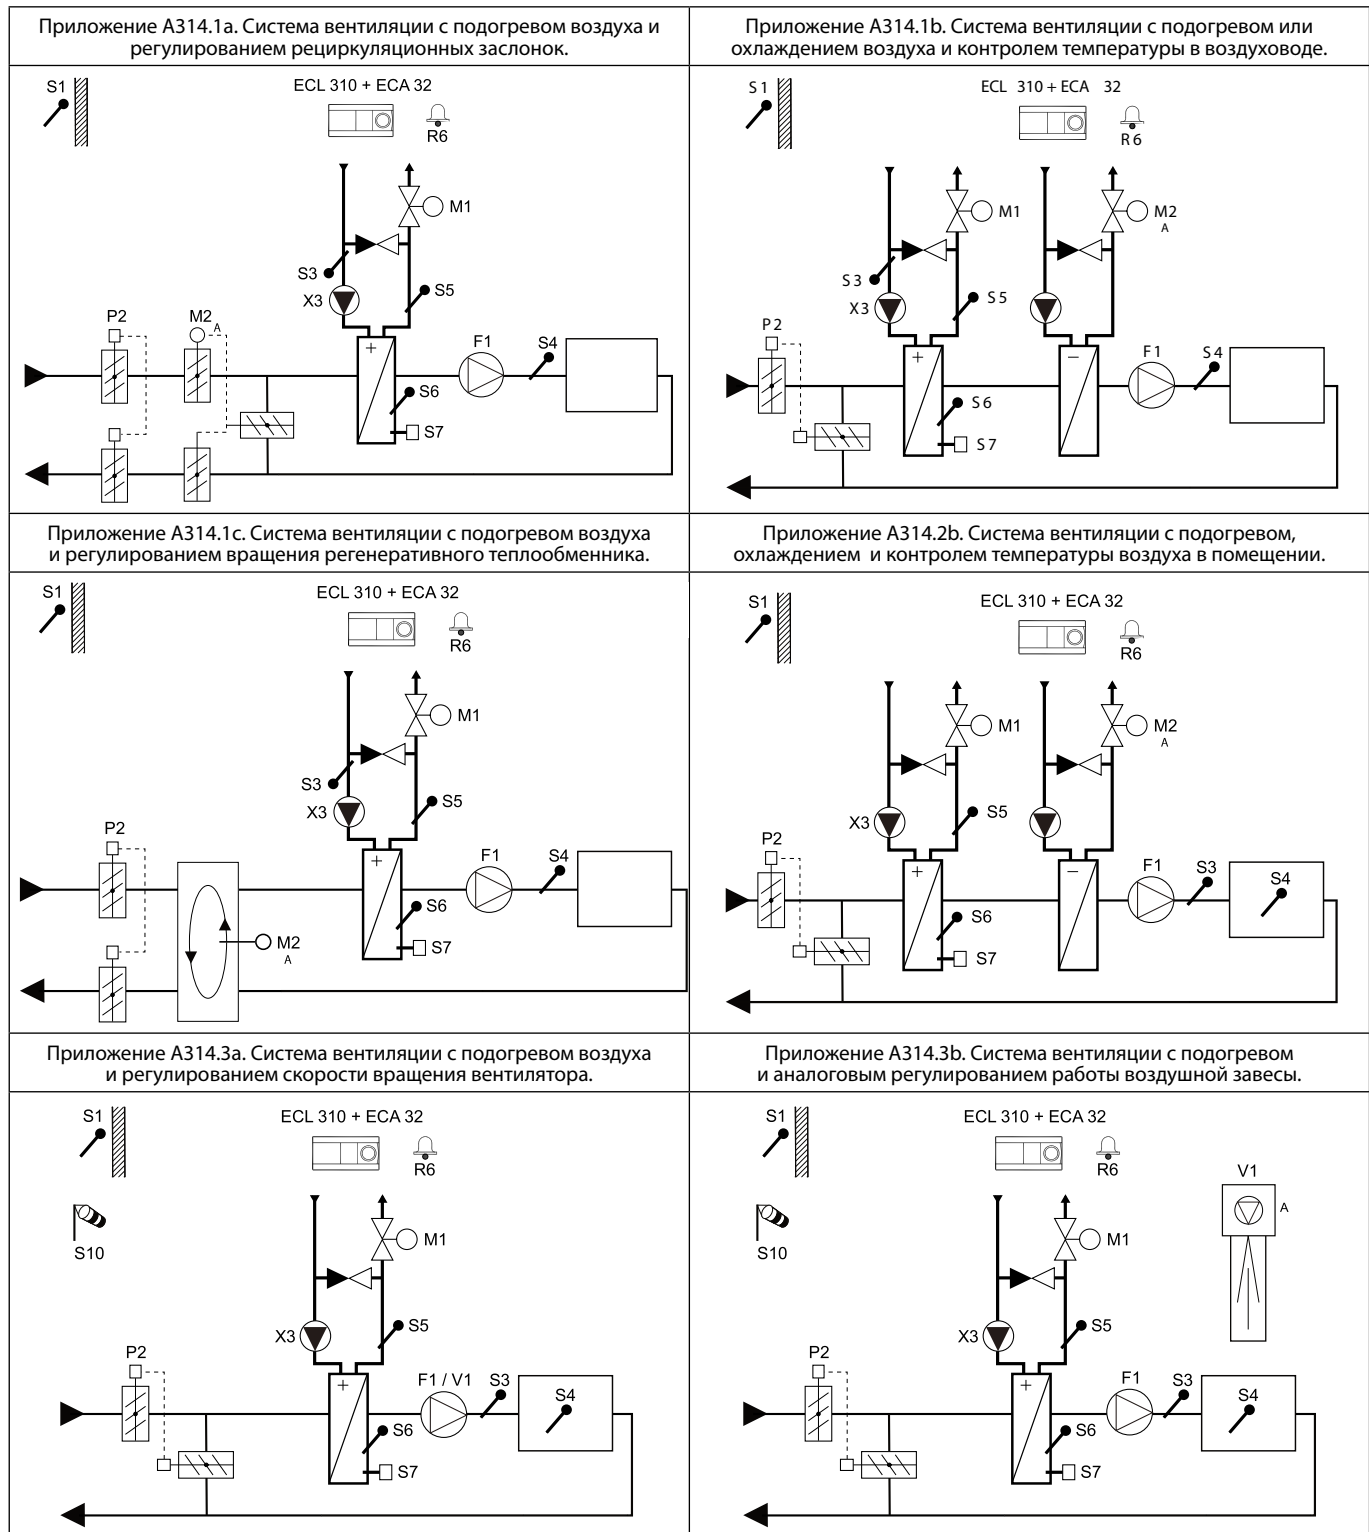 Приложение A314.1a. Система вентиляции с подогревом воздуха и
регулированием рециркуляционных заслонок.
S1
ECL 310 + ECA 32
R6
M1
S3
X3
S5
P2
M2
A
+
F1
S4
S6
S7
Приложение A314.1b. Система вентиляции с подогревом или
охлаждением воздуха и контролем температуры в воздуховоде.
S 1
ECL 310 + ECA 32
R 6
M1
M2
A
S 3
X3
S 5
P 2
+
−
F1
S 4
S 6
S 7
Приложение A314.1c. Система вентиляции с подогревом воздуха
и регулированием вращения регенеративного теплообменника.
S1
ECL 310 + ECA 32
R6
M1
S3
X3
S5
P2
+
F1
S4
S6
M2
A
S7
Приложение A314.2b. Система вентиляции с подогревом,
охлаждением и контролем температуры воздуха в помещении.
S1
ECL 310 + ECA 32
R6
M1
M2
A
X3
S5
P2
+
−
F1
S3
S4
S6
S7
Приложение A314.3a. Система вентиляции с подогревом воздуха
и регулированием скорости вращения вентилятора.
S1
ECL 310 + ECA 32
R6
S10
M1
X3
S5
P2
+
F1 / V1
S3
S4
S6
S7
Приложение A314.3b. Система вентиляции с подогревом
и аналоговым регулированием работы воздушной завесы.
S1
ECL 310 + ECA 32
R6
V1
A
S10
M1
X3
S5
P2
+
F1
S3
S4
S6
S7